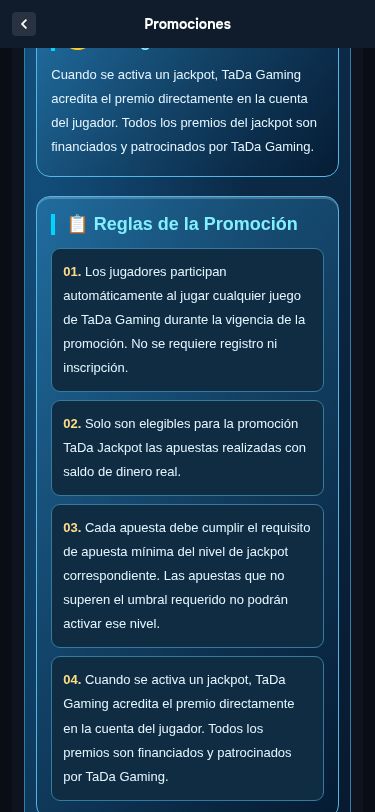 Promociones
Cuando se activa un jackpot, TaDa Gaming
acredita el premio directamente en la cuenta
del jugador. Todos los premios del jackpot son
financiados y patrocinados por TaDa Gaming.
📋 Reglas de la Promoción
01. Los jugadores participan
automáticamente al jugar cualquier juego
de TaDa Gaming durante la vigencia de la
promoción. No se requiere registro ni
inscripción.
02. Solo son elegibles para la promoción
TaDa Jackpot las apuestas realizadas con
saldo de dinero real.
03. Cada apuesta debe cumplir el requisito
de apuesta mínima del nivel de jackpot
correspondiente. Las apuestas que no
superen el umbral requerido no podrán
activar ese nivel.
04. Cuando se activa un jackpot, TaDa
Gaming acredita el premio directamente
en la cuenta del jugador. Todos los
premios son financiados y patrocinados
por TaDa Gaming.